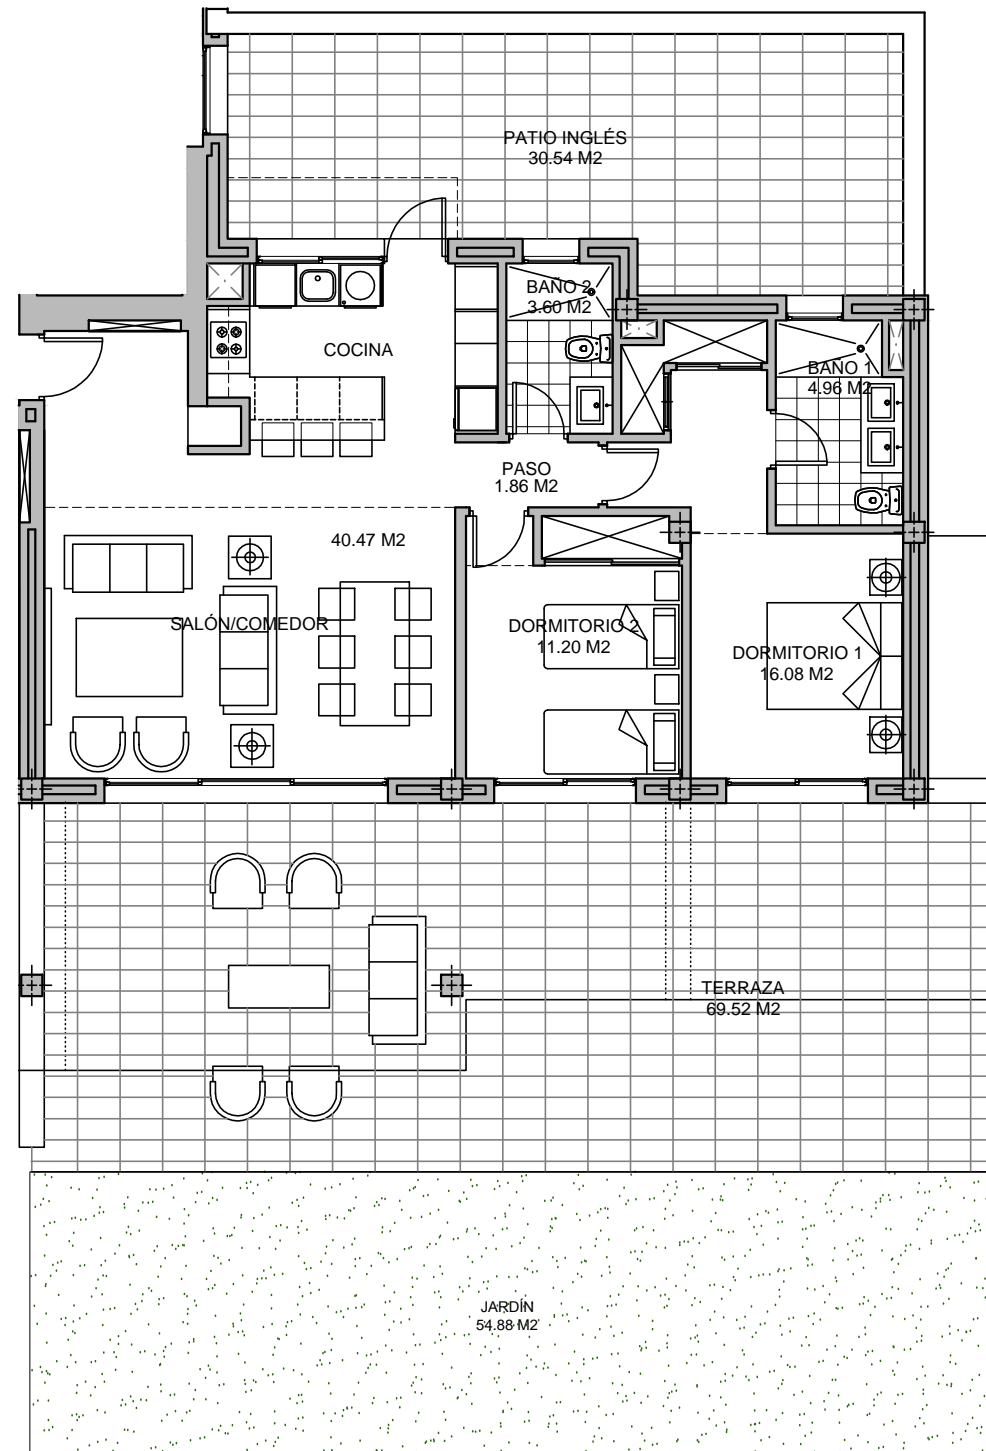 PATIO INGLÉS
30.54 M2
BAÑO 2
3.60 M2
COCINA
BAÑO 1
4.96 M2
PASO
1.86 M2
40.47 M2
SALÓN/COMEDOR
DORMITORIO 2
11.20 M2
DORMITORIO 1
16.08 M2
TERRAZA
69.52 M2
JARDÍN
54.88 M2